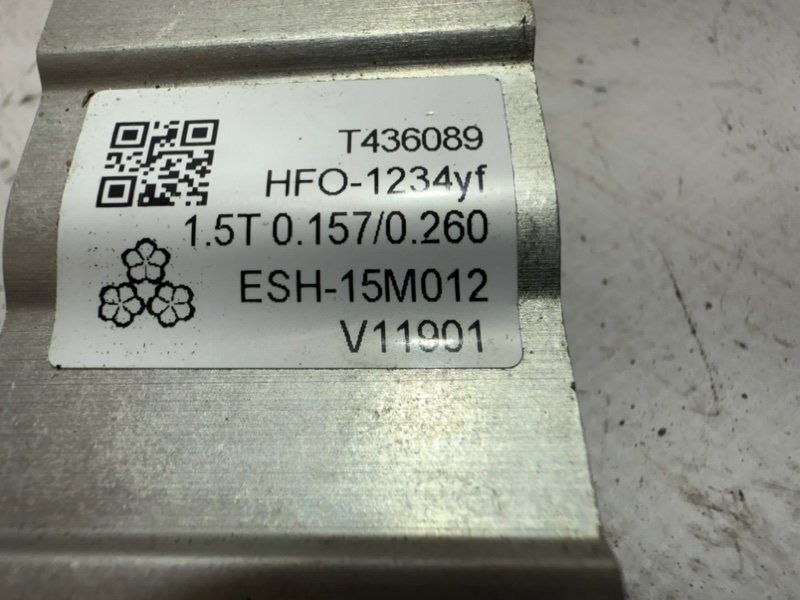 T436089
HFO-1234yf
1.5T 0.157/0.260
ESH-15M012
V11901